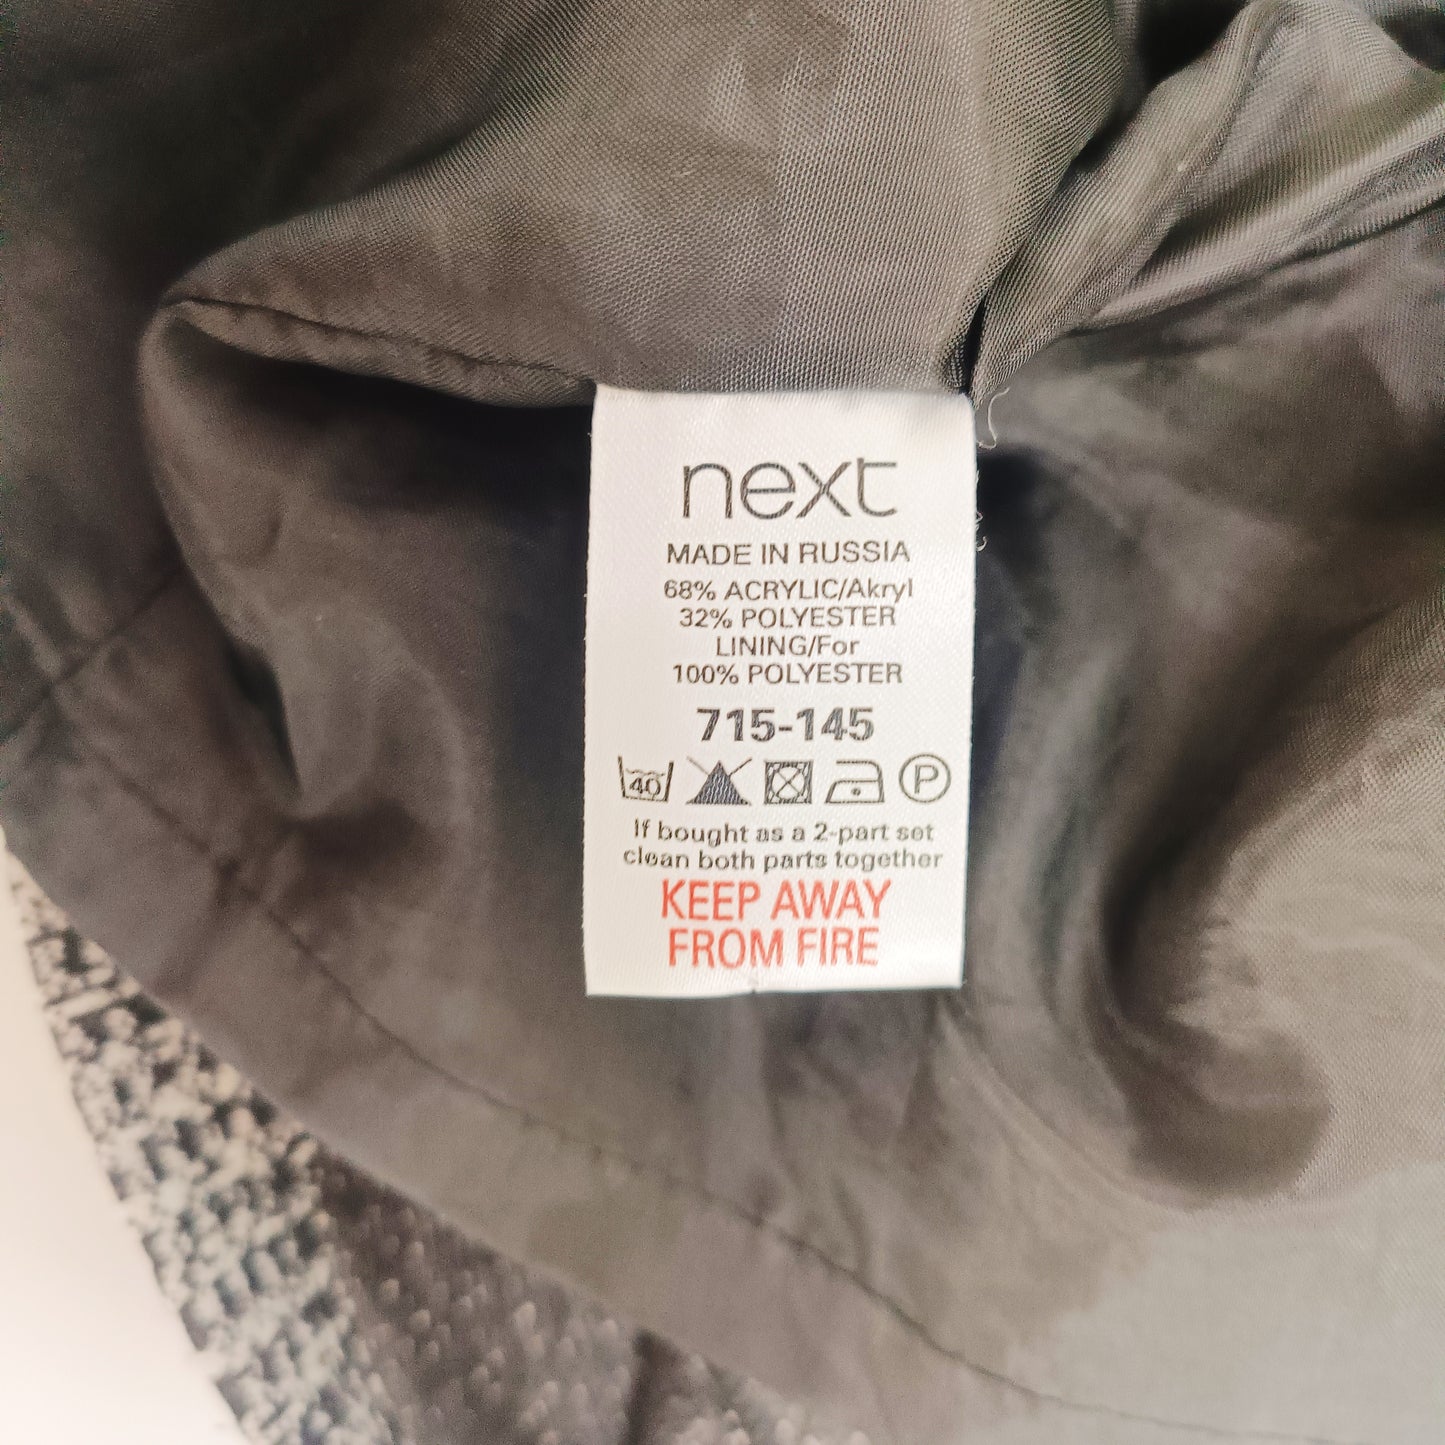 next
MADE IN RUSSIA
68% ACRYLIC/Akryl
32% POLYESTER
LINING/For
100% POLYESTER
715-145
40 P
If bought as a 2-part set
clean both parts together
KEEP AWAY
FROM FIRE